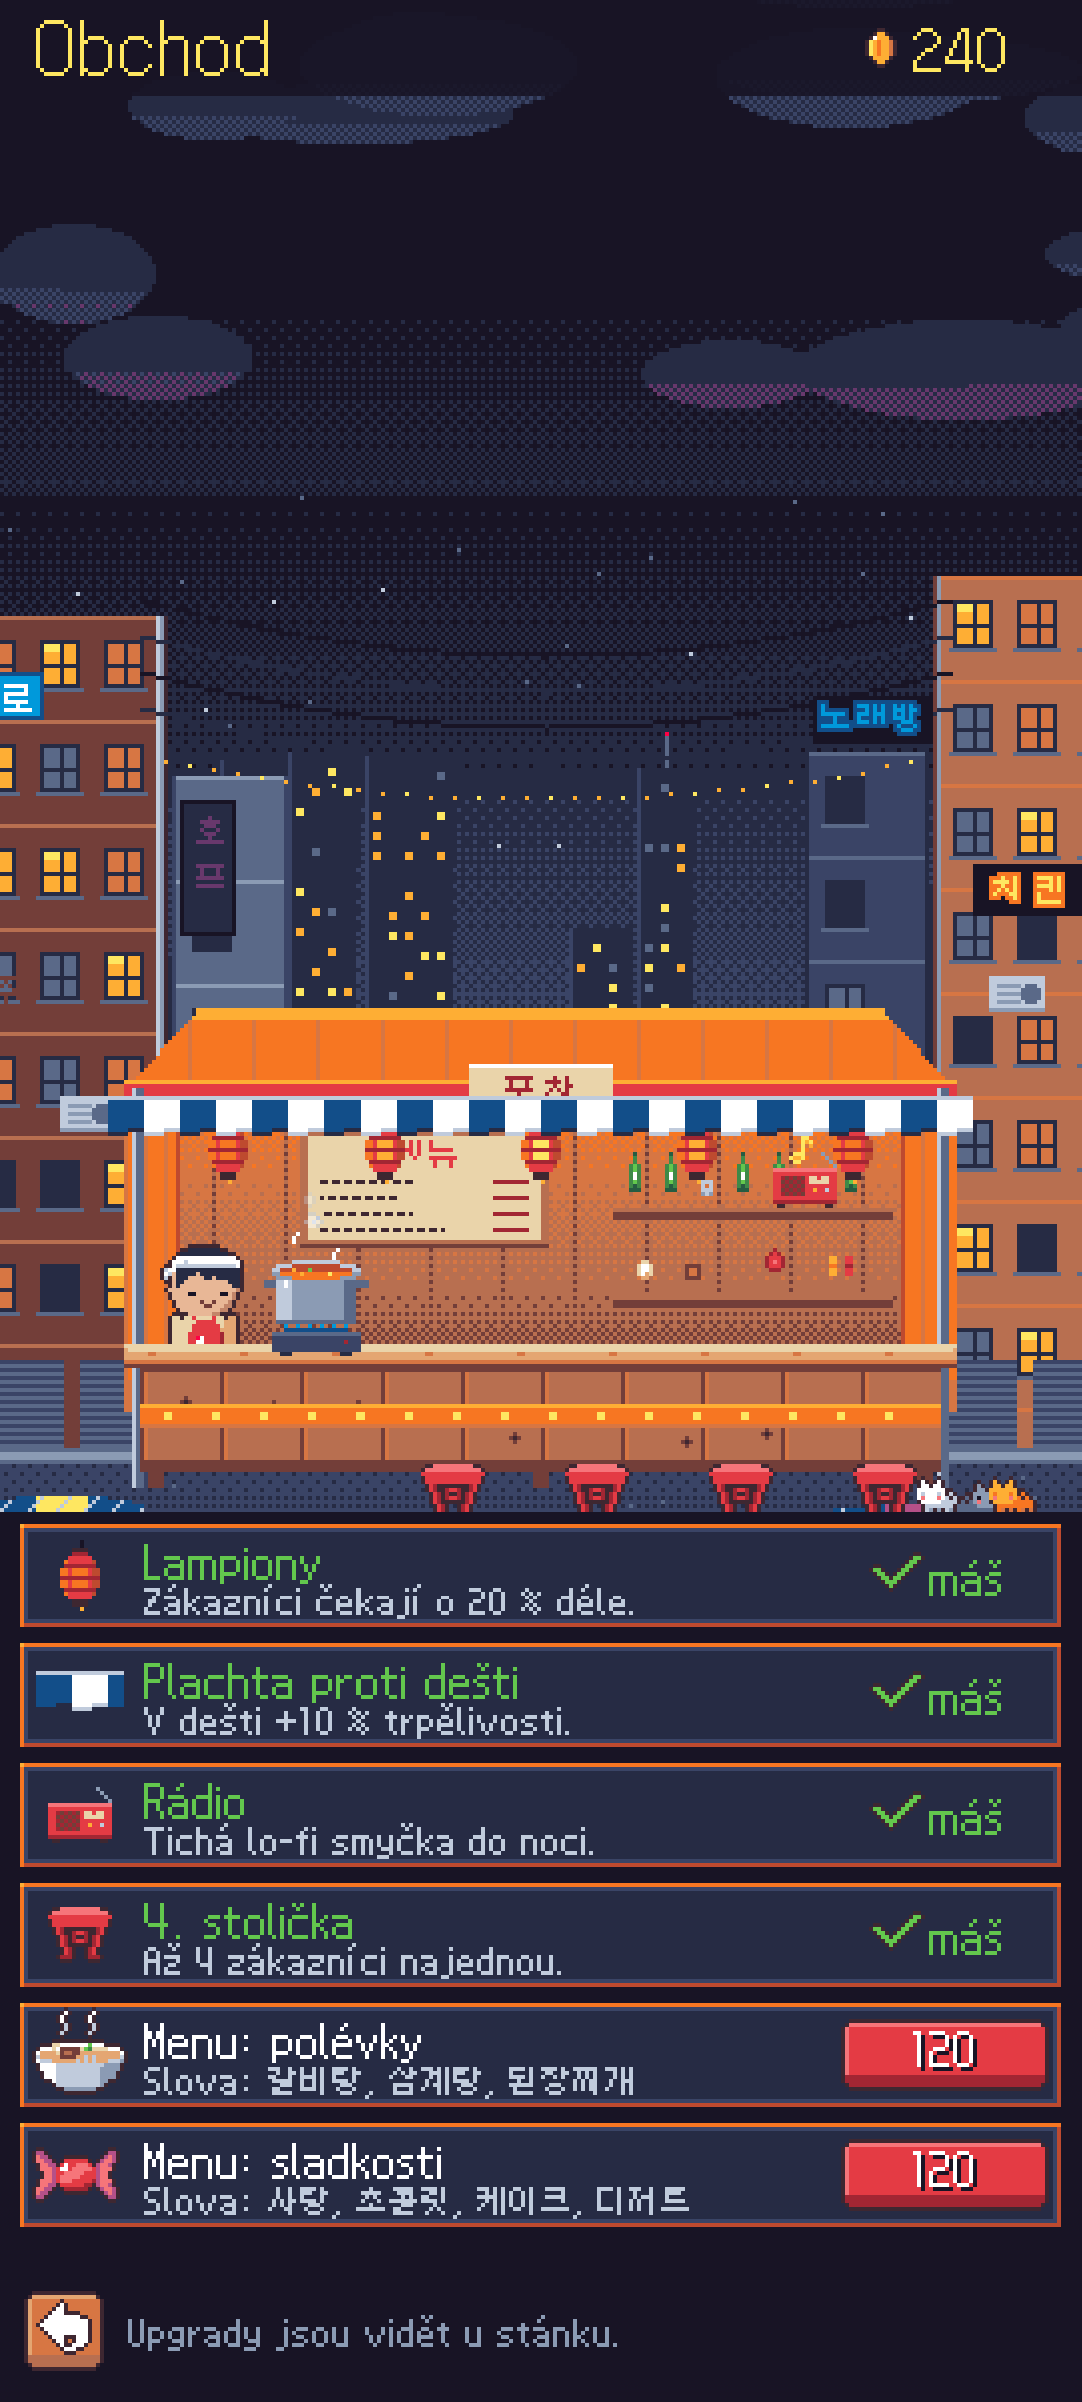 Obchod
240
로
노래방
호프
치킨
포차
메뉴
Lampiony
Zákazníci čekají o 20 % déle.
máš
Plachta proti dešti
V dešti +10 % trpělivosti.
máš
Rádio
Tichá lo-fi smyčka do noci.
máš
4. stolička
Až 4 zákazníci najednou.
máš
Menu: polévky
Slova: 갈비탕, 삼계탕, 된장찌개
120
Menu: sladkosti
Slova: 사탕, 초콜릿, 케이크, 디저트
120
Upgrady jsou vidět u stánku.